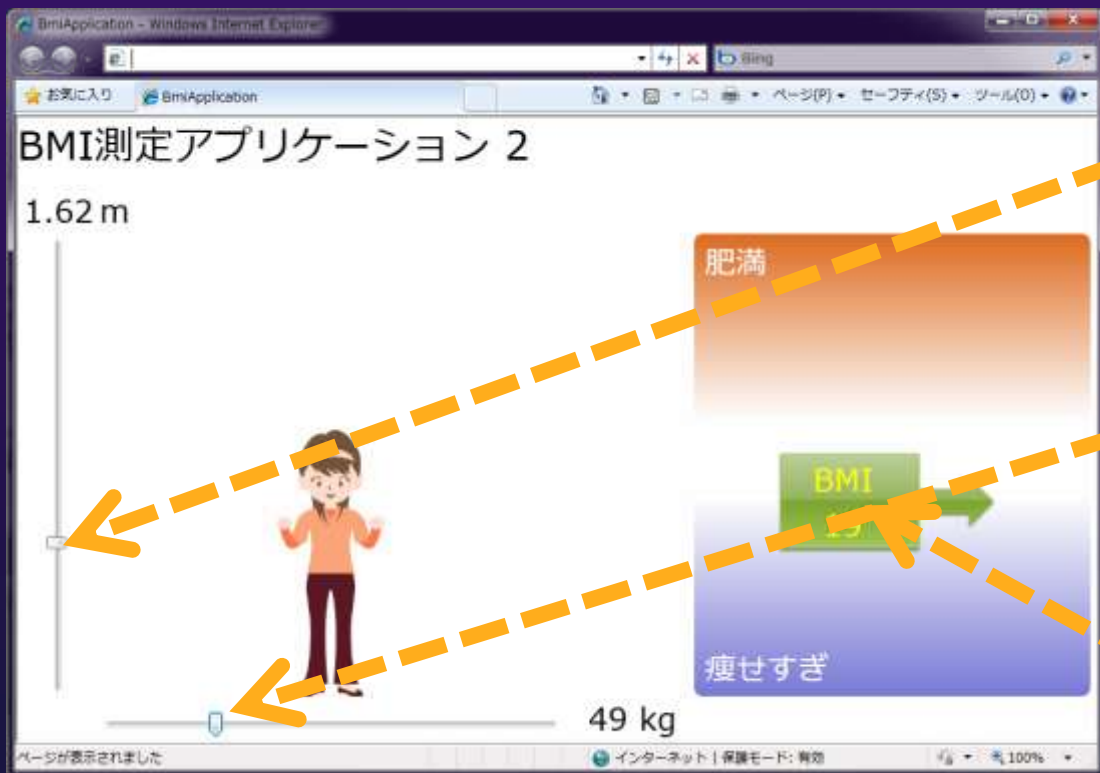 BmiApplication - Windows Internet Explorer
Bing
お気に入り BmiApplication ページ(P) セーフティ(S) ツール(O)
BMI測定アプリケーション 2
1.62 m
肥満
BMI
19
痩せすぎ
49 kg
ページが表示されました インターネット | 保護モード: 有効 100%